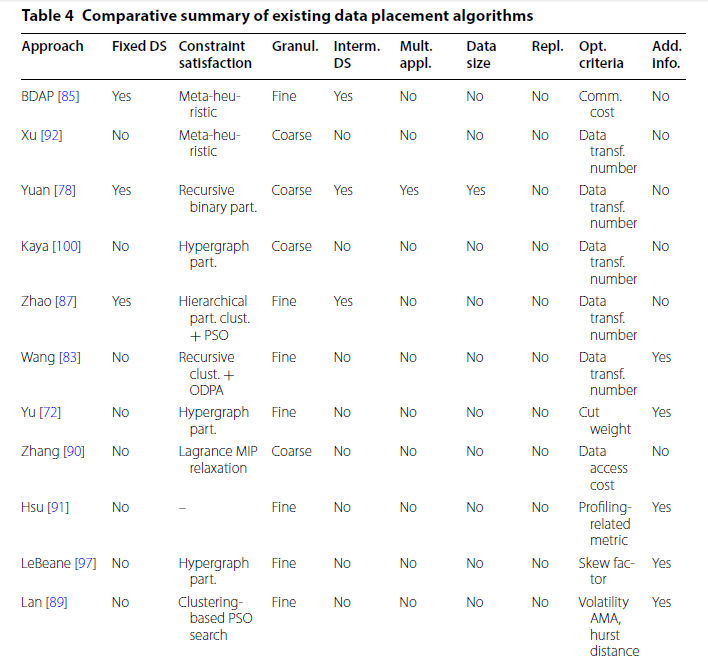 Table 4 Comparative summary of existing data placement algorithms
Approach Fixed DS Constraint Granul. Interm. Mult. Data Repl. Opt. Add.
satisfaction DS appl. size criteria info.
BDAP [85] Yes Meta-heu- Fine Yes No No No Comm. No
ristic cost
Xu [92] No Meta-heu- Coarse No No No No Data No
ristic transf.
number
Yuan [78] Yes Recursive Coarse Yes Yes Yes No Data No
binary part. transf.
number
Kaya [100] No Hypergraph Coarse No No No No Data No
part. transf.
number
Zhao [87] Yes Hierarchical Fine Yes No No No Data No
part. clust. transf.
+ PSO number
Wang [83] No Recursive Fine No No No No Data Yes
clust. + transf.
ODPA number
Yu [72] No Hypergraph Fine No No No No Cut Yes
part. weight
Zhang [90] No Lagrance MIP Coarse No No No No Data No
relaxation access
cost
Hsu [91] No – Fine No No No No Profiling- Yes
related
metric
LeBeane [97] No Hypergraph Fine No No No No Skew fac- Yes
part. tor
Lan [89] No Clustering- Fine No No No No Volatility Yes
based PSO AMA,
search hurst
distance